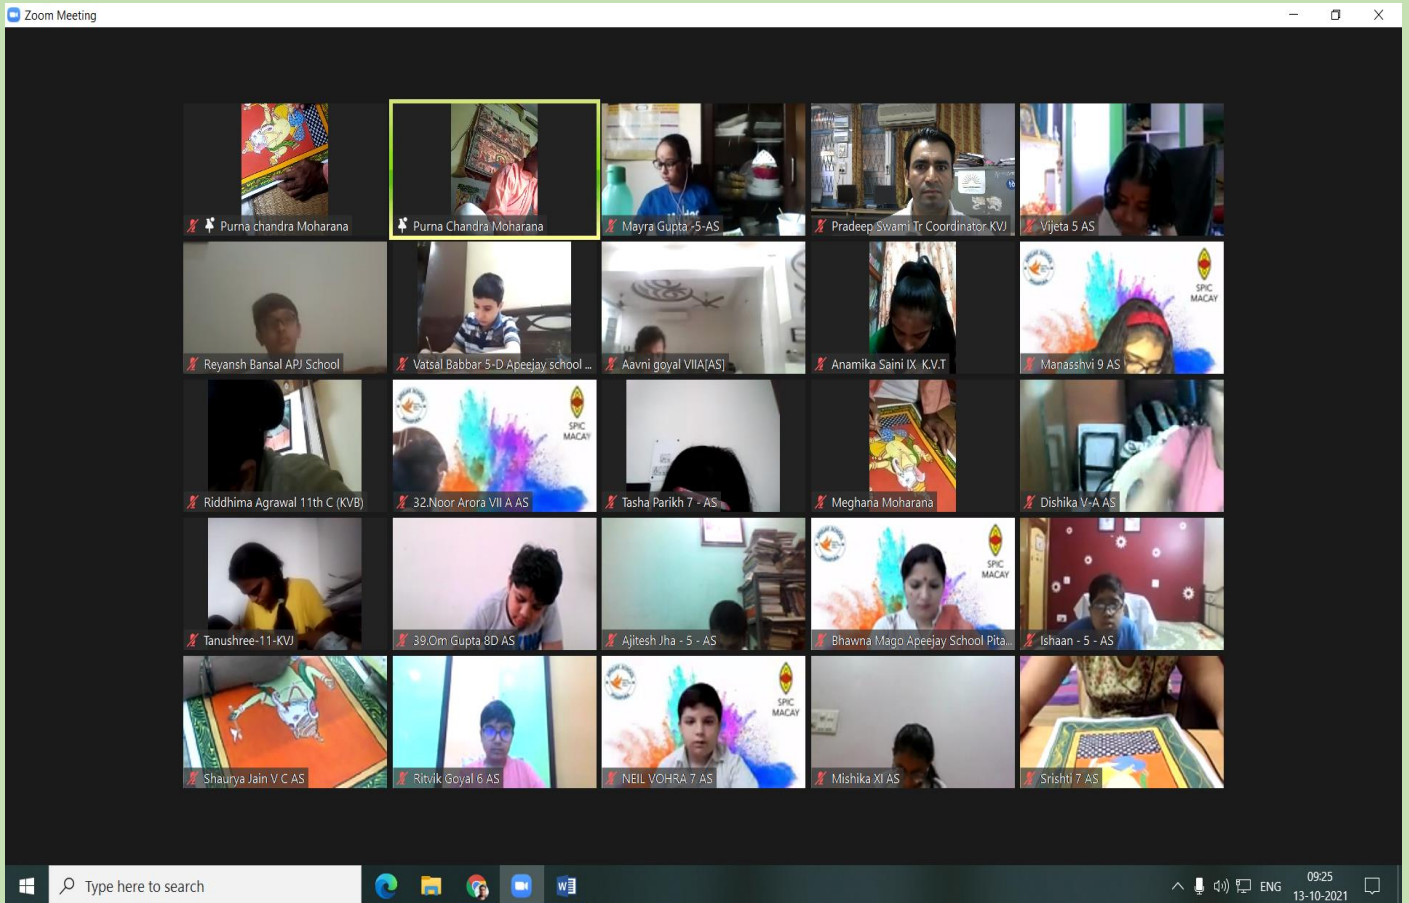 Zoom Meeting
Purna chandra Moharana
Purna Chandra Moharana
Mayra Gupta -5-AS
Pradeep Swami Tr Coordinator KVJ
Vijeta 5 AS
Reyansh Bansal APJ School
Vatsal Babbar 5-D Apeejay school ...
Aavni goyal VIIA[AS]
Anamika Saini IX K.V.T
SPIC
MACAY
Manasshvi 9 AS
Riddhima Agrawal 11th C (KVB)
SPIC
MACAY
32.Noor Arora VII A AS
Tasha Parikh 7 - AS
Meghana Moharana
Dishika V-A AS
Tanushree-11-KVJ
39.Om Gupta 8D AS
Ajitesh Jha - 5 - AS
SPIC
MACAY
Bhawna Mago Apeejay School Pita...
Ishaan - 5 - AS
Shaurya Jain V C AS
Ritvik Goyal 6 AS
SPIC
MACAY
NEIL VOHRA 7 AS
Mishika XI AS
Srishti 7 AS
Type here to search
ENG
09:25
13-10-2021